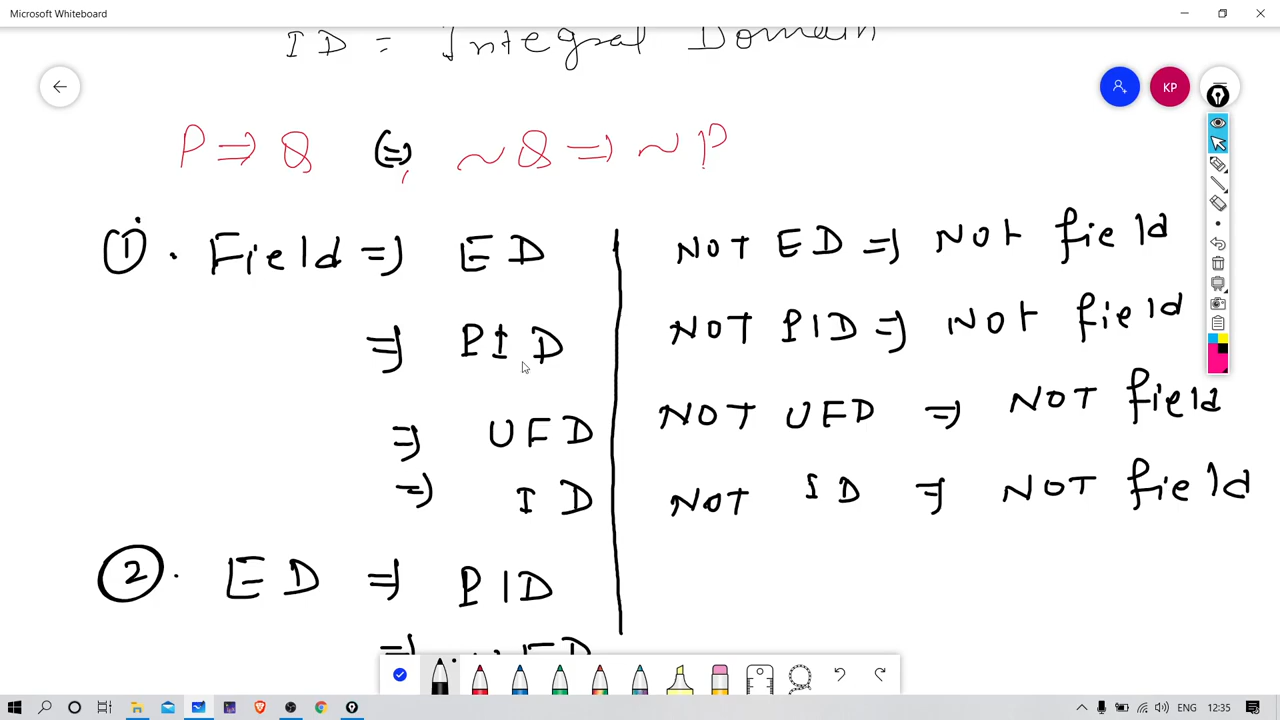 Microsoft Whiteboard
ID = Integral Domain
KP
P => Q <=> ~Q => ~P
① . Field => ED
=> PID
=> UFD
=> ID
NOT ED => NOT field
NOT PID => NOT field
NOT UFD => NOT field
NOT ID => NOT field
② . ED => PID
=> UFD
ENG 12:35